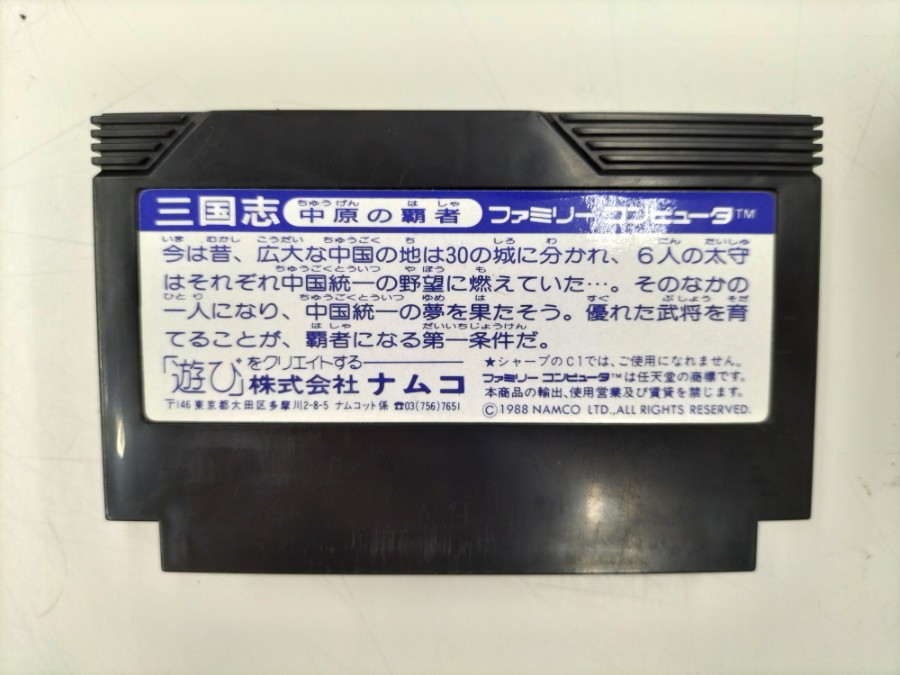 三国志 中原の覇者 ファミリーコンピュータ™
今は昔、広大な中国の地は30の城に分かれ、6人の太守
はそれぞれ中国統一の野望に燃えていた…。そのなかの
一人になり、中国統一の夢を果たそう。優れた武将を育
てることが、覇者になる第一条件だ。
「遊び」をクリエイトする
株式会社 ナムコ
〒146 東京都大田区多摩川2-8-5 ナムコット係 ☎03(756)7651
★シャープのC1では、ご使用になれません。
ファミリーコンピュータ™は任天堂の商標です。
本商品の輸出、使用営業及び賃貸を禁じます。
©1988 NAMCO LTD.,ALL RIGHTS RESERVED.